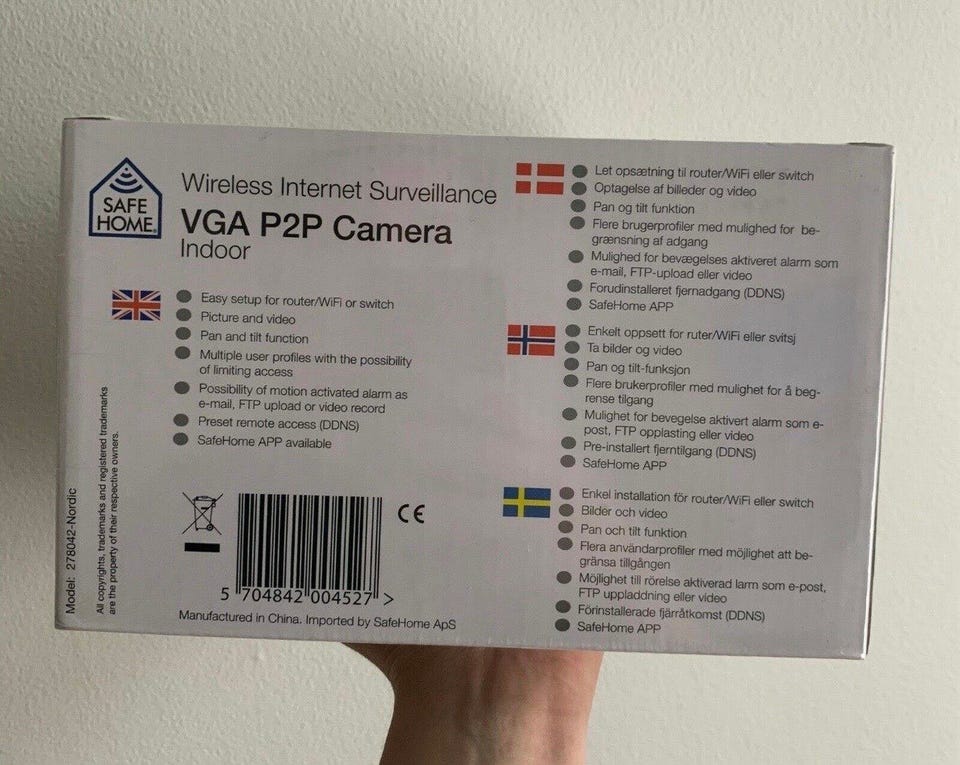 SAFE
HOME
Wireless Internet Surveillance
VGA P2P Camera
Indoor
Easy setup for router/WiFi or switch
Picture and video
Pan and tilt function
Multiple user profiles with the possibility
of limiting access
Possibility of motion activated alarm as
e-mail, FTP upload or video record
Preset remote access (DDNS)
SafeHome APP available
Let opsætning til router/WiFi eller switch
Optagelse af billeder og video
Pan og tilt funktion
Flere brugerprofiler med mulighed for be-
grænsning af adgang
Mulighed for bevægelses aktiveret alarm som
e-mail, FTP-upload eller video
Forudinstalleret fjernadgang (DDNS)
SafeHome APP
Enkelt oppsett for ruter/WiFi eller svitsj
Ta bilder og video
Pan og tilt-funksjon
Flere brukerprofiler med mulighet for å beg-
rense tilgang
Mulighet for bevegelse aktivert alarm som e-
post, FTP opplasting eller video
Pre-installert fjerntilgang (DDNS)
SafeHome APP
Enkel installation för router/WiFi eller switch
Bilder och video
Pan och tilt funktion
Flera användarprofiler med möjlighet att be-
gränsa tillgången
Möjlighet till rörelse aktiverad larm som e-post,
FTP uppladdning eller video
Förinstallerade fjärråtkomst (DDNS)
SafeHome APP
Model: 278042-Nordic
All copyrights, trademarks and registered trademarks
are the property of their respective owners.
CE
5 704842 004527 >
Manufactured in China. Imported by SafeHome ApS